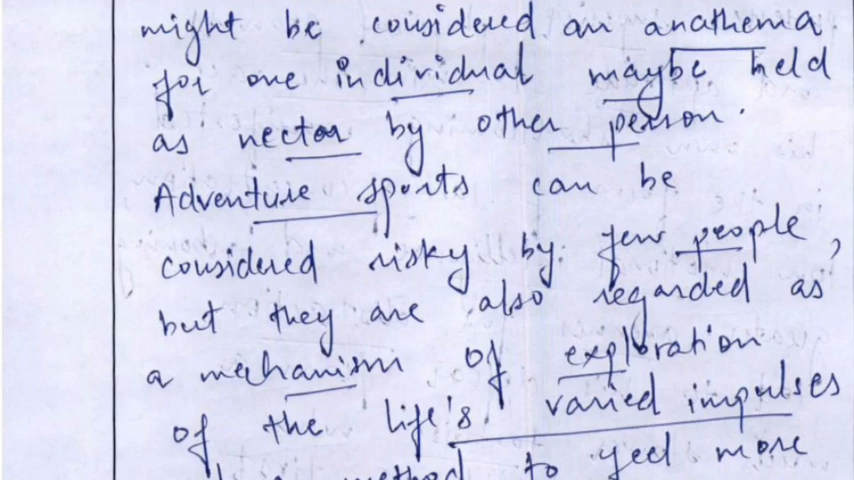 might be considered an anathema
for one individual maybe held
as nector by other person.
Adventure sports can be
considered risky by few people,
but they are also regarded as
a mechanism of exploration
of the life's varied impulses
method to feel more